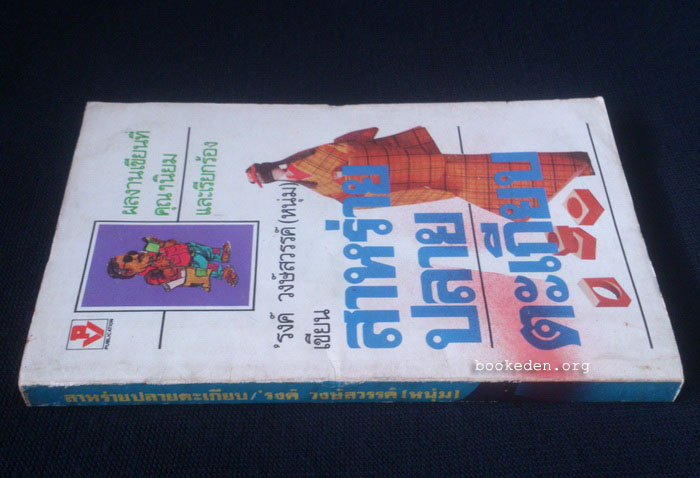 ผลงานเขียนที่
คุณๆนิยม
และเรียกร้อง
PV
PUBLICATION
'รงค์ วงษ์สวรรค์ (หนุ่ม)
เขียน
สาหร่าย
ปลาย
ตะเกียบ
bookeden.org
สาหร่ายปลายตะเกียบ/'รงค์ วงษ์สวรรค์ (หนุ่ม)